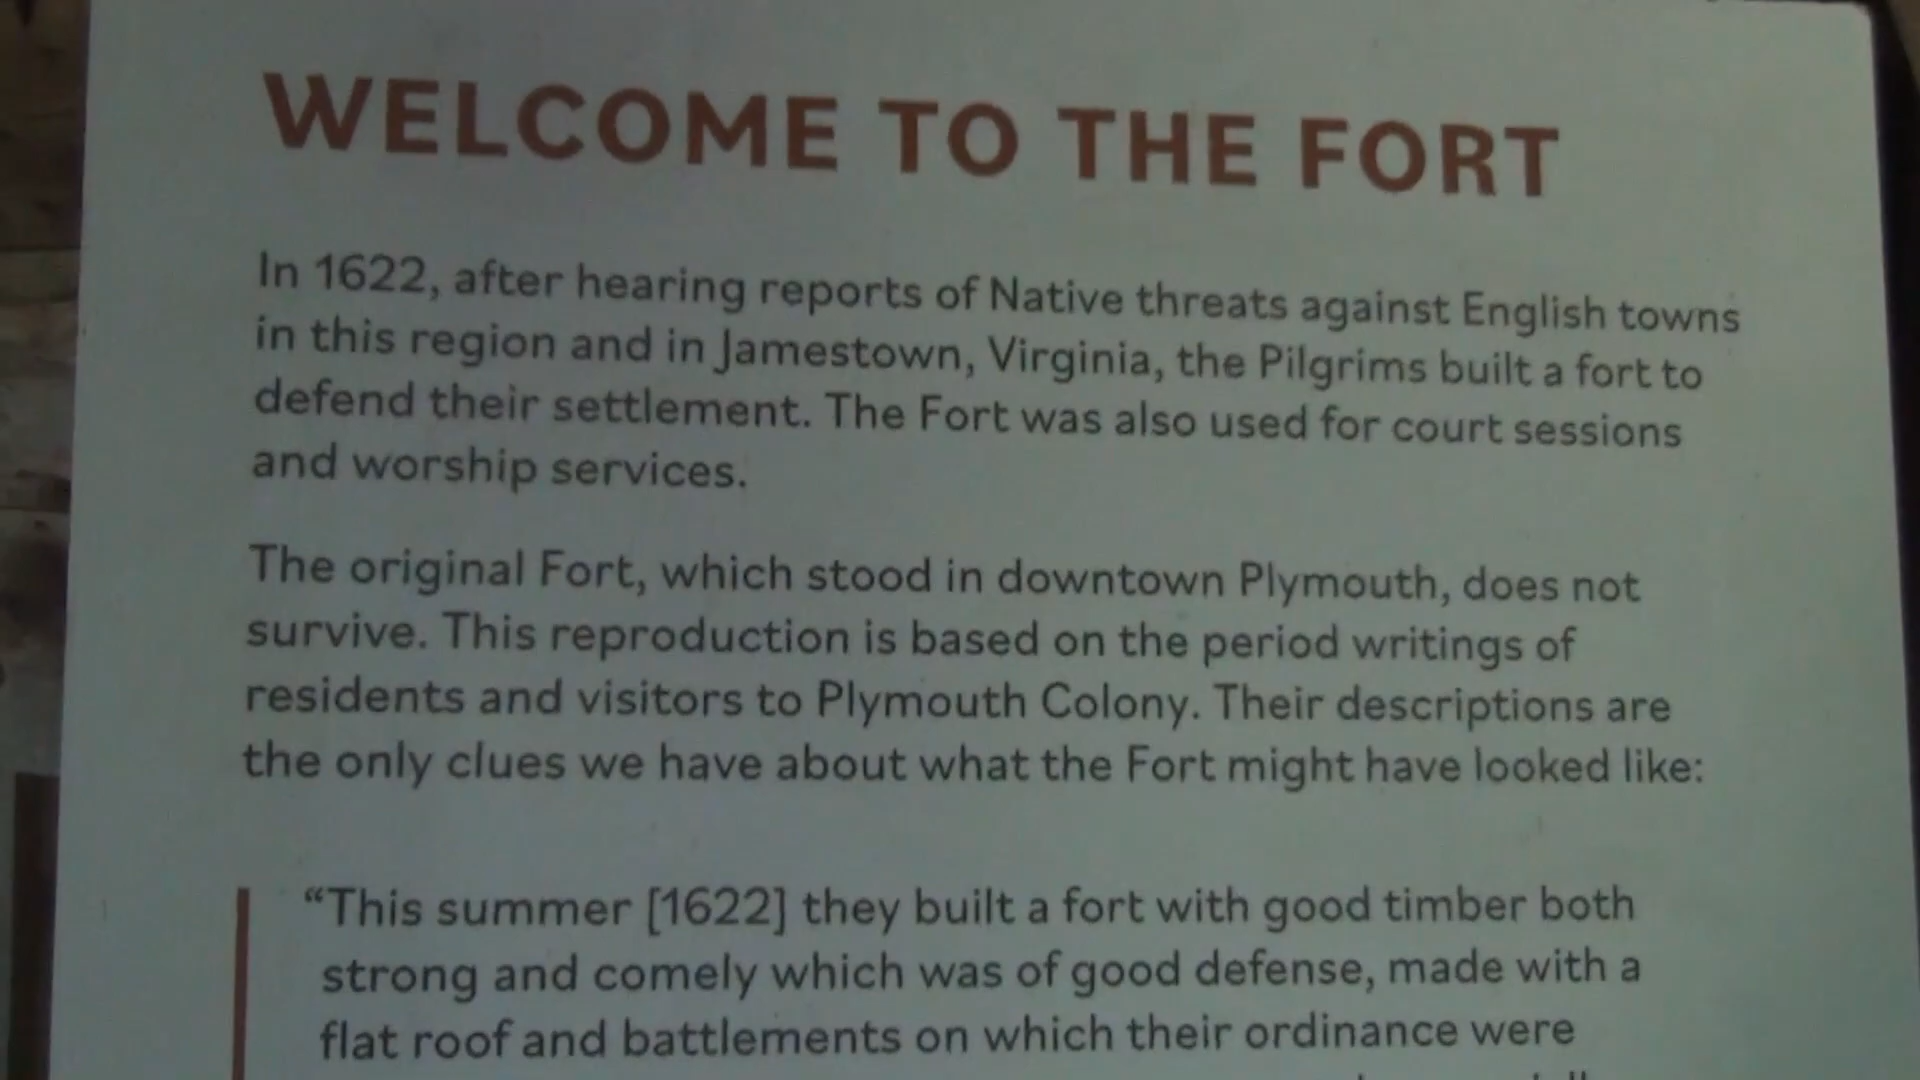 WELCOME TO THE FORT
In 1622, after hearing reports of Native threats against English towns
in this region and in Jamestown, Virginia, the Pilgrims built a fort to
defend their settlement. The Fort was also used for court sessions
and worship services.
The original Fort, which stood in downtown Plymouth, does not
survive. This reproduction is based on the period writings of
residents and visitors to Plymouth Colony. Their descriptions are
the only clues we have about what the Fort might have looked like:
“This summer [1622] they built a fort with good timber both
strong and comely which was of good defense, made with a
flat roof and battlements on which their ordinance were